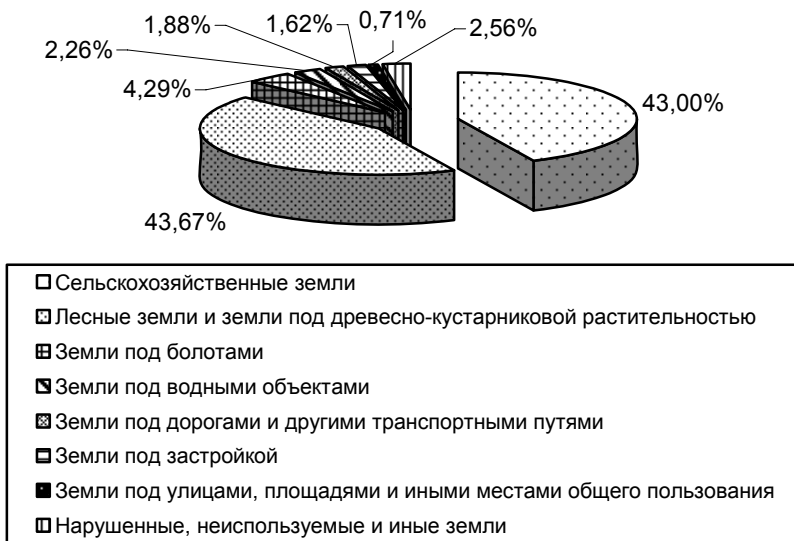 1,88%
1,62%
0,71%
2,56%
2,26%
4,29%
43,00%
43,67%
Сельскохозяйственные земли
Лесные земли и земли под древесно-кустарниковой растительностью
Земли под болотами
Земли под водными объектами
Земли под дорогами и другими транспортными путями
Земли под застройкой
Земли под улицами, площадями и иными местами общего пользования
Нарушенные, неиспользуемые и иные земли